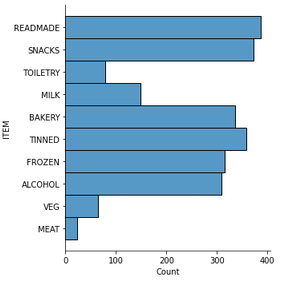 READMADE
SNACKS
TOILETRY
MILK
BAKERY
TINNED
FROZEN
ALCOHOL
VEG
MEAT
ITEM
0 100 200 300 400
Count